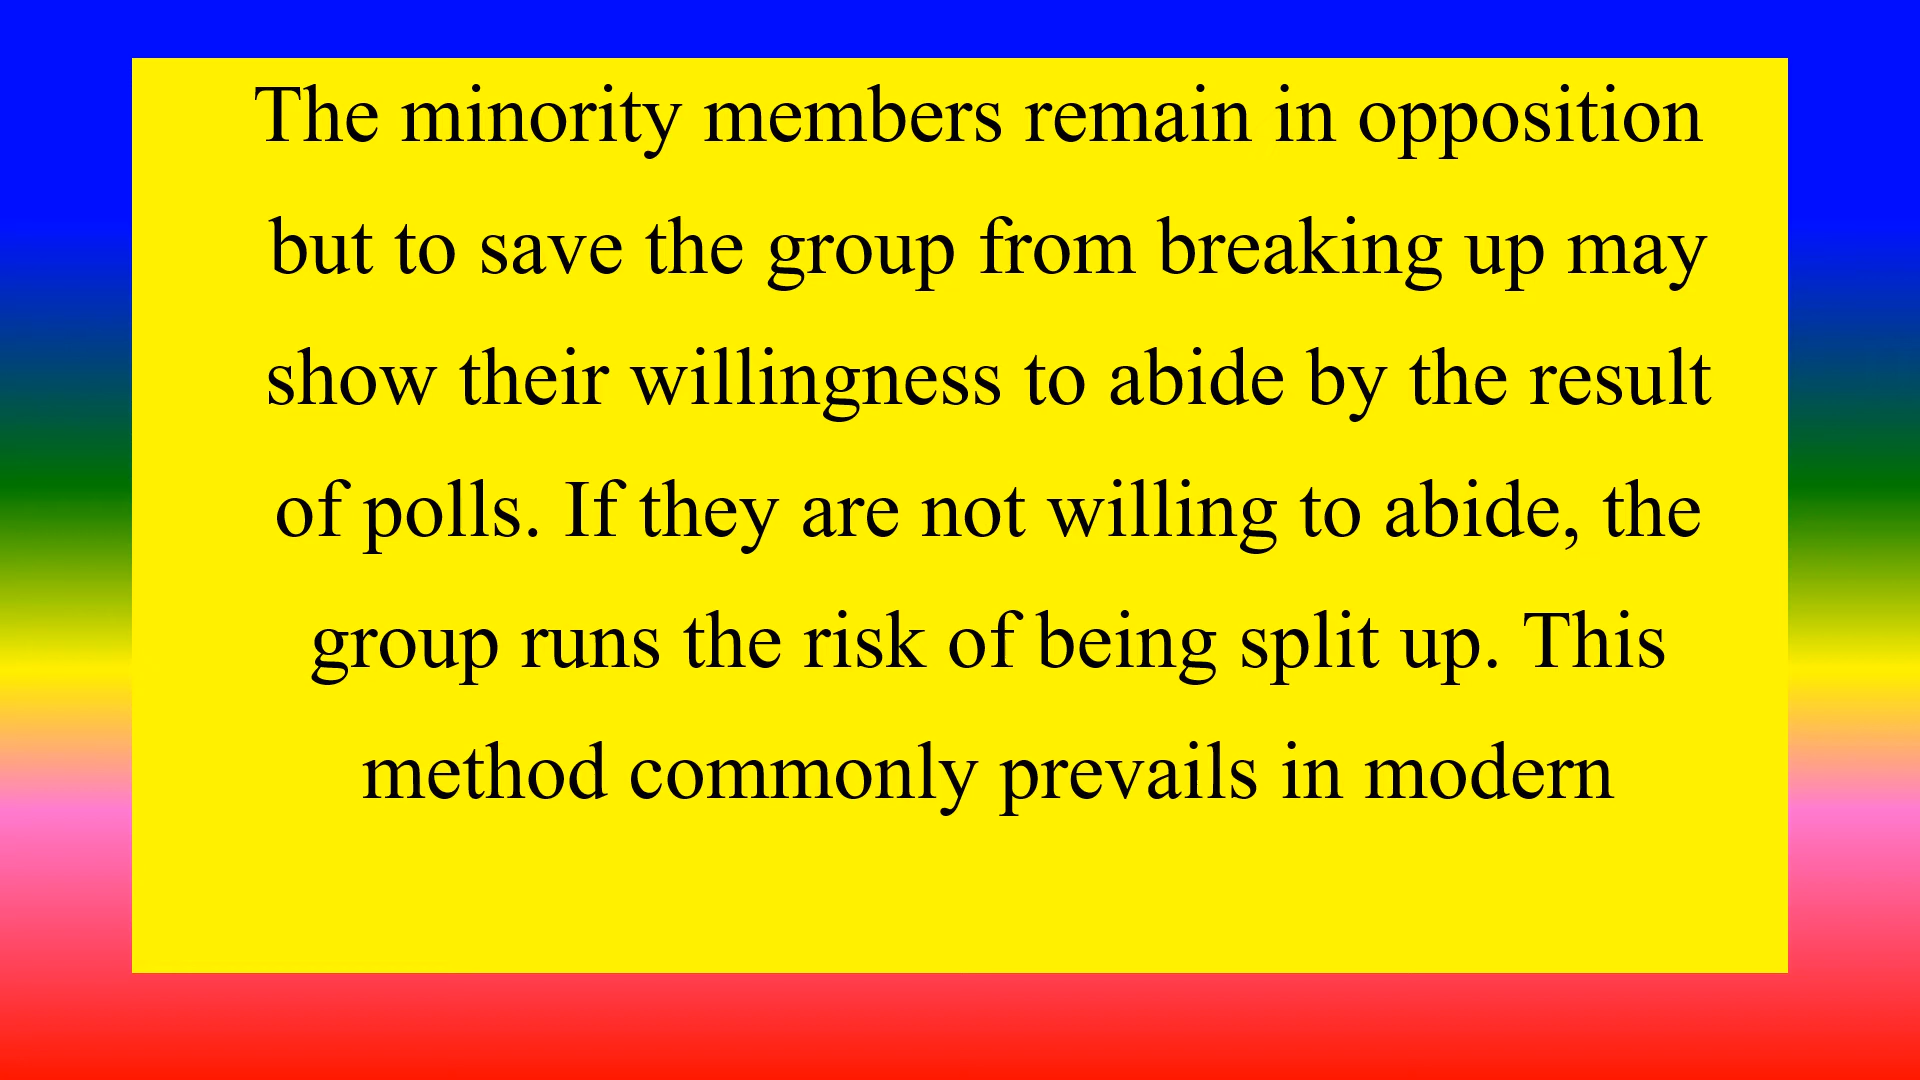 The minority members remain in opposition
but to save the group from breaking up may
show their willingness to abide by the result
of polls. If they are not willing to abide, the
group runs the risk of being split up. This
method commonly prevails in modern